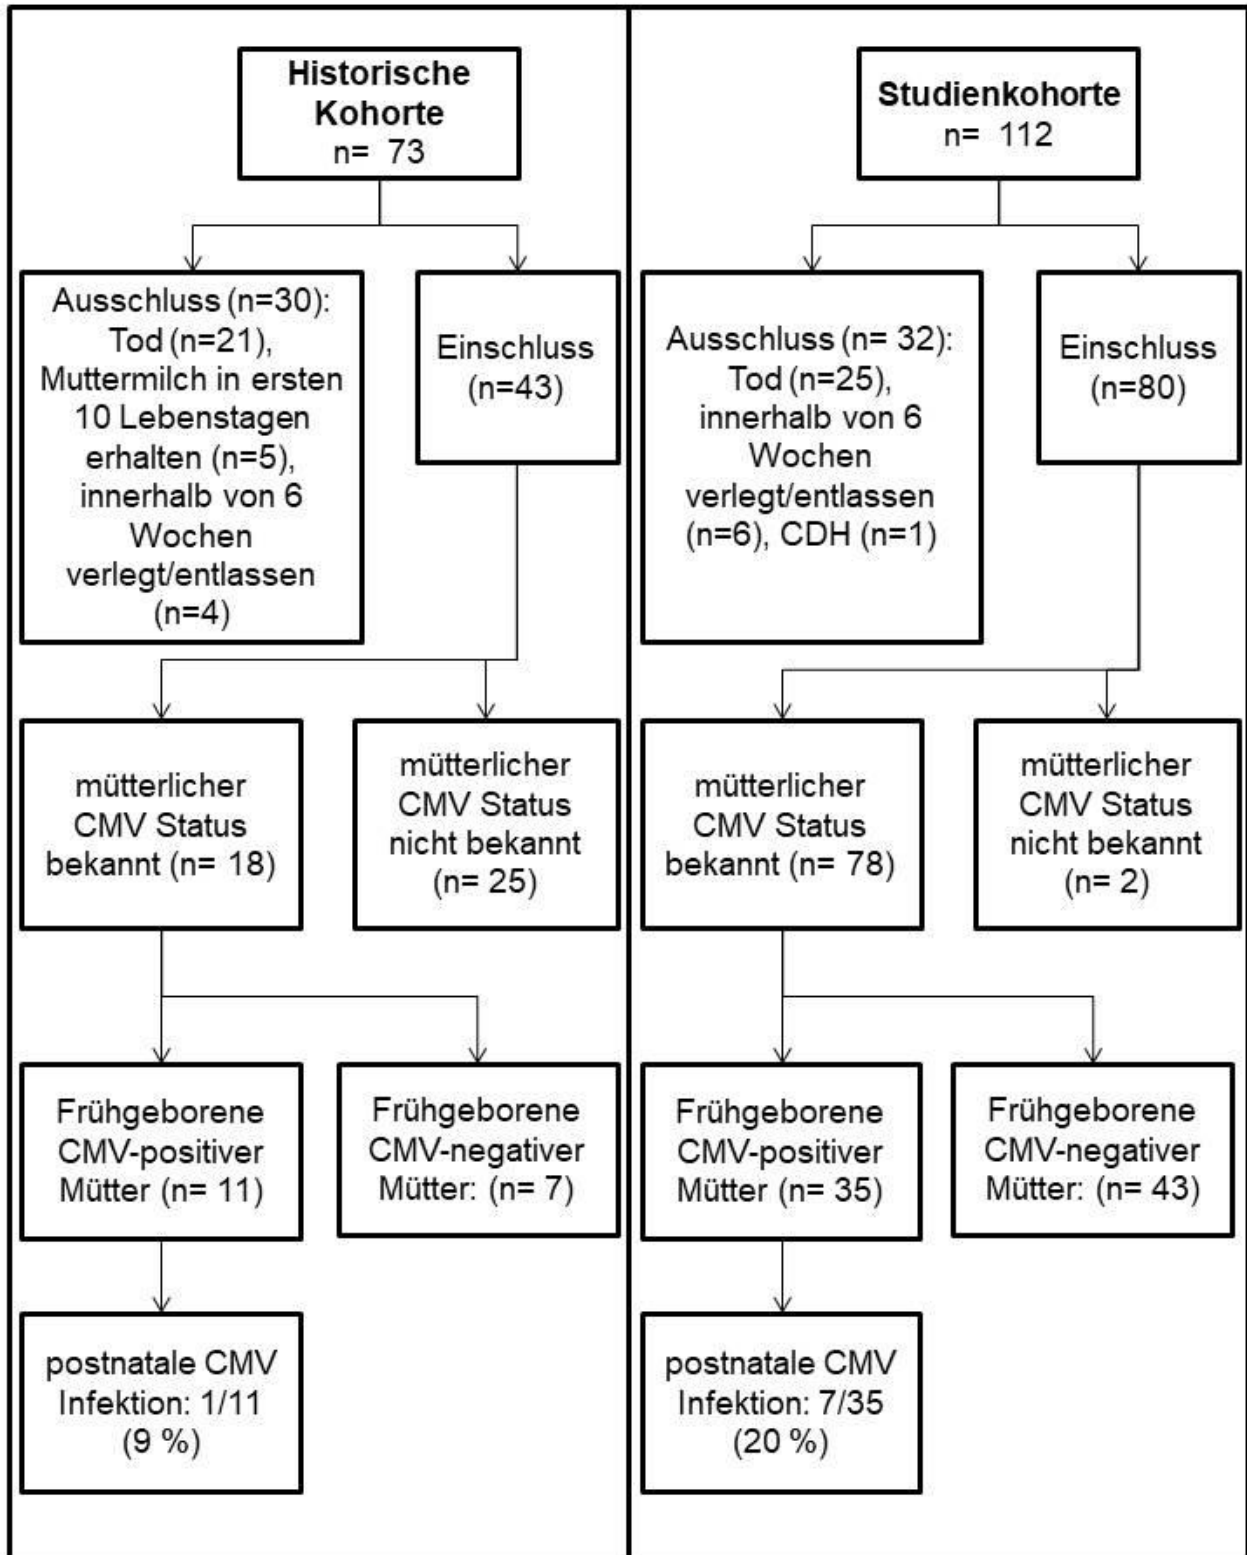 Historische
Kohorte
n= 73
Ausschluss (n=30):
Tod (n=21),
Muttermilch in ersten
10 Lebenstagen
erhalten (n=5),
innerhalb von 6
Wochen
verlegt/entlassen
(n=4)
Einschluss
(n=43)
mütterlicher
CMV Status
bekannt (n= 18)
mütterlicher
CMV Status
nicht bekannt
(n= 25)
Frühgeborene
CMV-positiver
Mütter (n= 11)
Frühgeborene
CMV-negativer
Mütter: (n= 7)
postnatale CMV
Infektion: 1/11
(9 %)
Studienkohorte
n= 112
Ausschluss (n= 32):
Tod (n=25),
innerhalb von 6
Wochen
verlegt/entlassen
(n=6), CDH (n=1)
Einschluss
(n=80)
mütterlicher
CMV Status
bekannt (n= 78)
mütterlicher
CMV Status
nicht bekannt
(n= 2)
Frühgeborene
CMV-positiver
Mütter (n= 35)
Frühgeborene
CMV-negativer
Mütter: (n= 43)
postnatale CMV
Infektion: 7/35
(20 %)